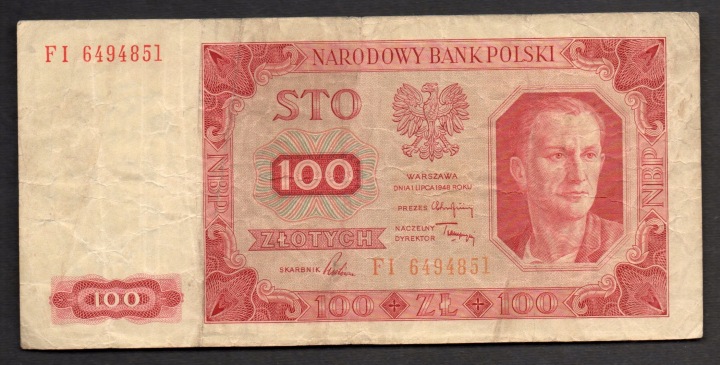 FI 6494851
NARODOWY BANK POLSKI
STO
100
WARSZAWA
DNIA 1 LIPCA 1948 ROKU
PREZES
NACZELNY
DYREKTOR
ZŁOTYCH
SKARBNIK
FI 6494851
NBP
NBP
100
100 + ZŁ + 100